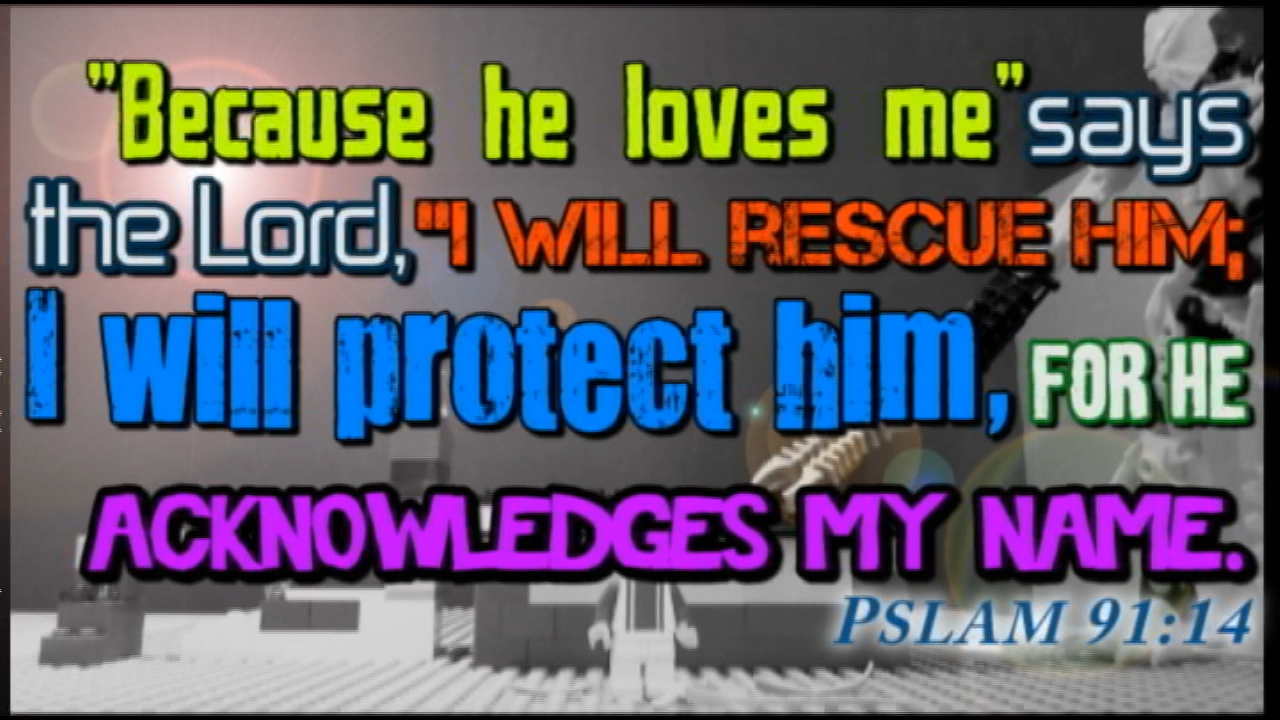 "Because he loves me" says
the Lord, "I WILL RESCUE HIM;
I will protect him, FOR HE
ACKNOWLEDGES MY NAME.
PSLAM 91:14